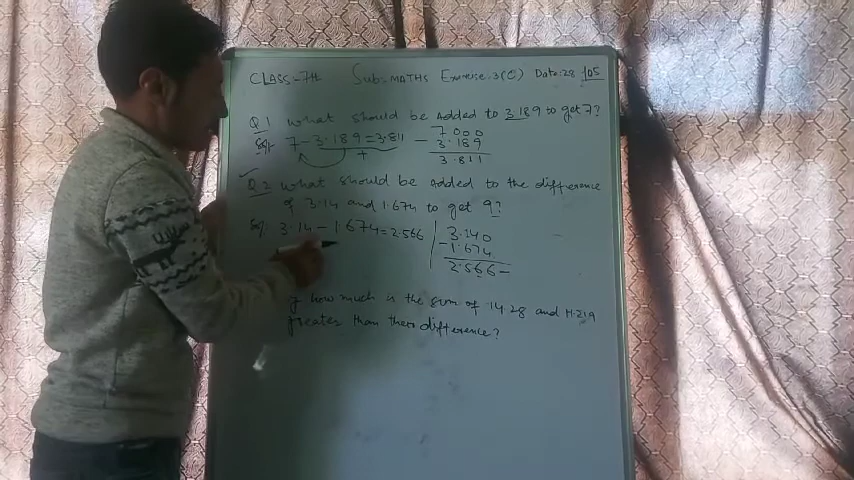 CLASS-7th Sub:MATHS Exercise:3(C) Date:28 105
Q1 What should be added to 3.189 to get 7?
Sol. 7-3.189=3.811
7 000
- 3.189
3.811
Q2 What should be added to the difference
of 3.14 and 1.674 to get 9?
Sol. 3.14-1.674=2.566
3.140
-1.674
2.566
how much is the sum of 14.28 and 11.219
greater than there difference?